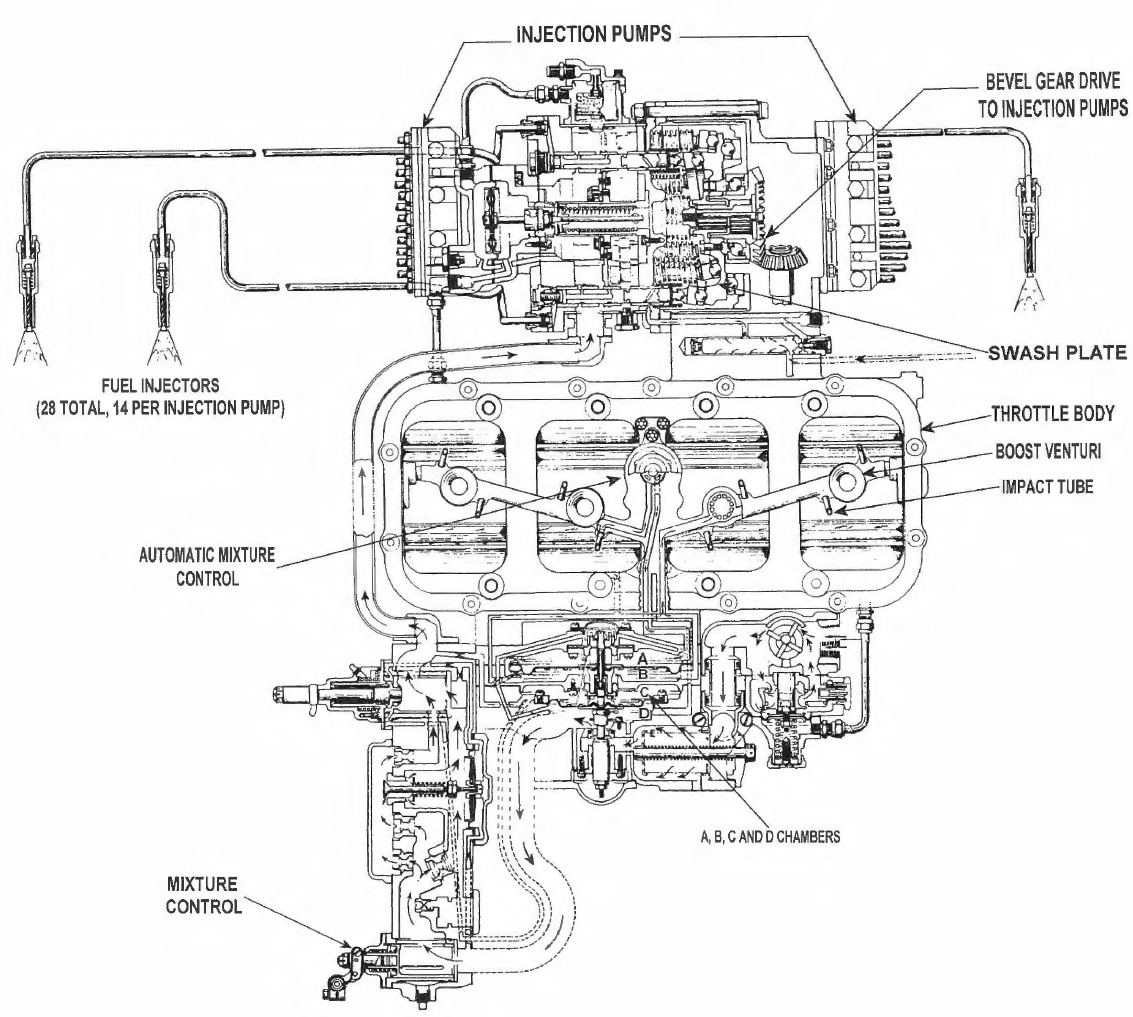 INJECTION PUMPS
BEVEL GEAR DRIVE
TO INJECTION PUMPS
SWASH PLATE
FUEL INJECTORS
(28 TOTAL, 14 PER INJECTION PUMP)
THROTTLE BODY
BOOST VENTURI
IMPACT TUBE
AUTOMATIC MIXTURE
CONTROL
A
B
C
D
E
A, B, C AND D CHAMBERS
MIXTURE
CONTROL